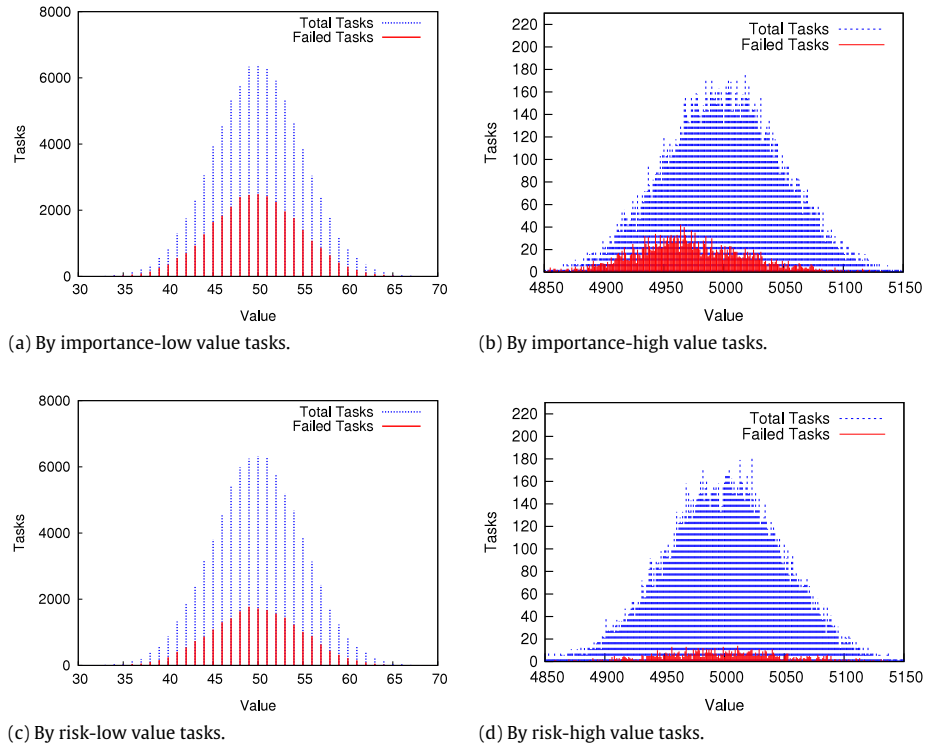 8000
6000
4000
2000
0
Tasks
Total Tasks
Failed Tasks
30 35 40 45 50 55 60 65 70
Value
(a) By importance-low value tasks.
220
200
180
160
140
120
100
80
60
40
20
0
Tasks
Total Tasks
Failed Tasks
4850 4900 4950 5000 5050 5100 5150
Value
(b) By importance-high value tasks.
8000
6000
4000
2000
0
Tasks
Total Tasks
Failed Tasks
30 35 40 45 50 55 60 65 70
Value
(c) By risk-low value tasks.
220
200
180
160
140
120
100
80
60
40
20
0
Tasks
Total Tasks
Failed Tasks
4850 4900 4950 5000 5050 5100 5150
Value
(d) By risk-high value tasks.